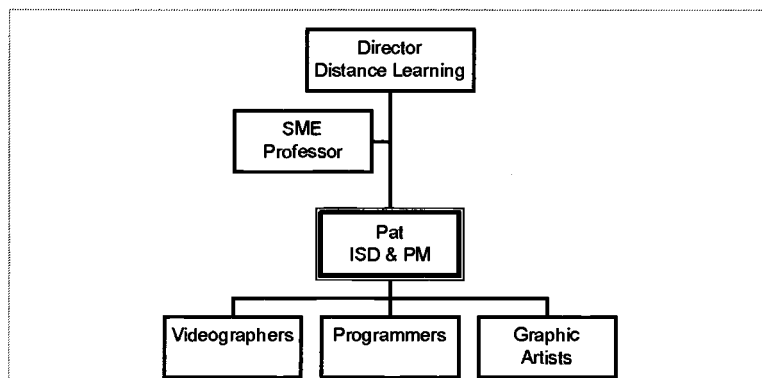 Director
Distance Learning
SME
Professor
Pat
ISD & PM
Videographers
Programmers
Graphic
Artists